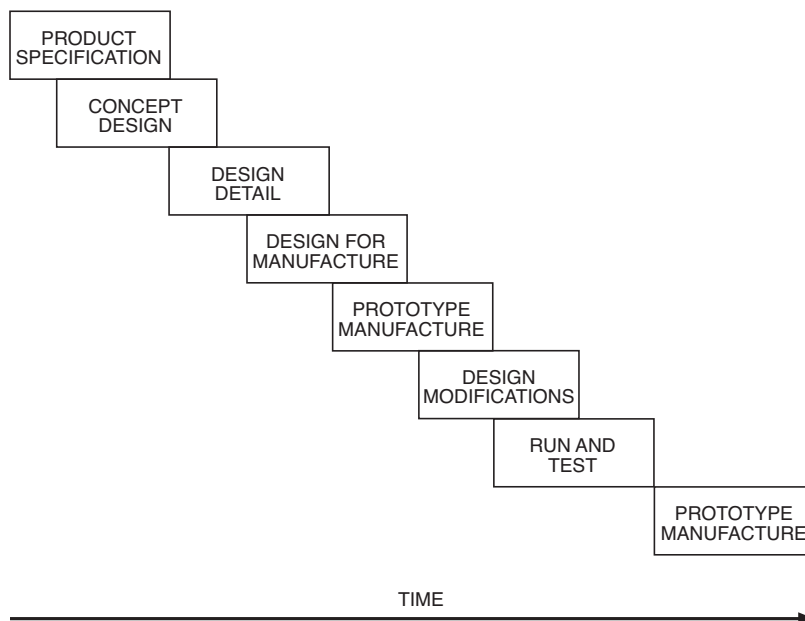 PRODUCT
SPECIFICATION
CONCEPT
DESIGN
DESIGN
DETAIL
DESIGN FOR
MANUFACTURE
PROTOTYPE
MANUFACTURE
DESIGN
MODIFICATIONS
RUN AND
TEST
PROTOTYPE
MANUFACTURE
TIME